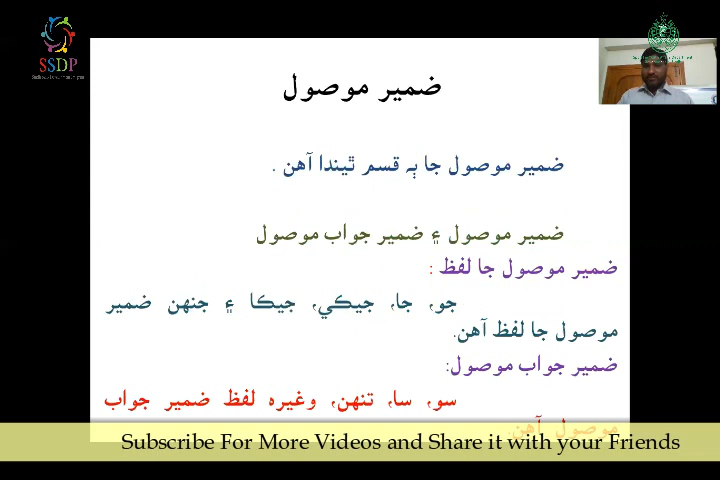 SSDP
ضمير موصول
ضمير موصول جا ٻہ قسم ٿيندا آهن .
ضمير موصول ۽ ضمير جواب موصول
ضمير موصول جا لفظ :
جو، جا، جيڪي، جيڪا ۽ جنهن ضمير
موصول جا لفظ آهن.
ضمير جواب موصول:
سو، سا، تنهن، وغيره لفظ ضمير جواب
موصول آهن.
Subscribe For More Videos and Share it with your Friends